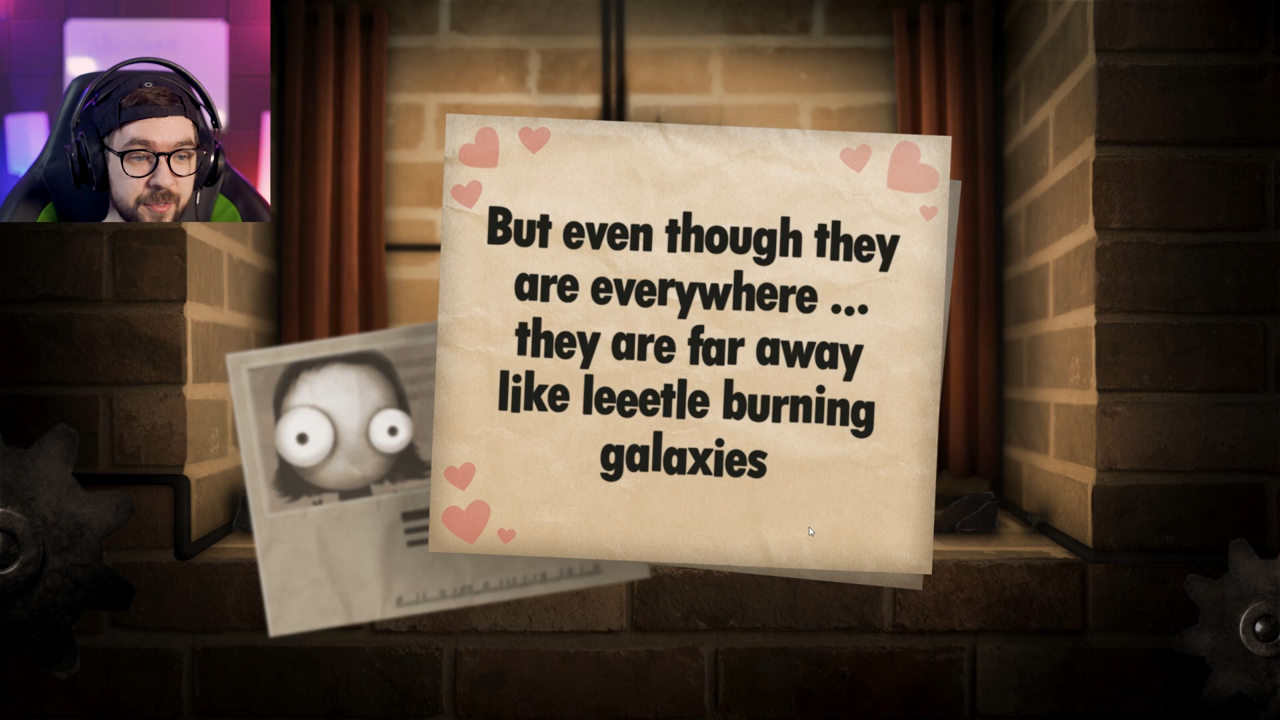 But even though they
are everywhere ...
they are far away
like leeetle burning
galaxies